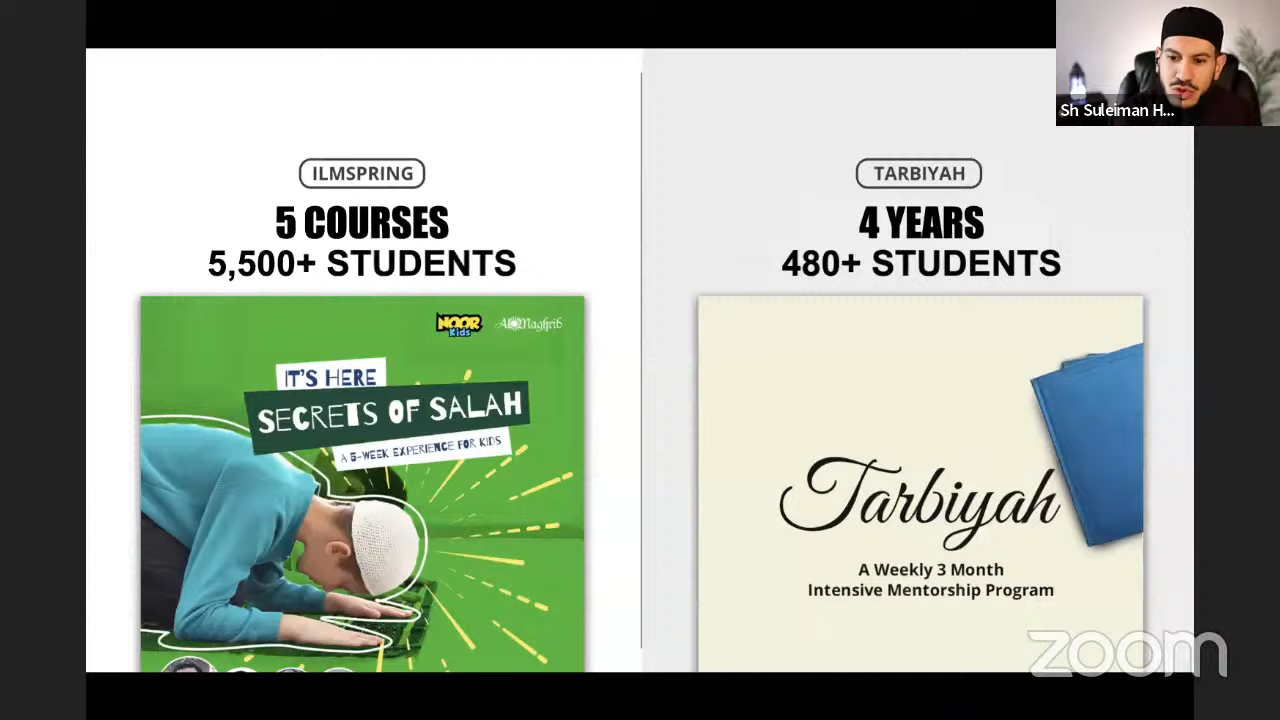 Sh Suleiman H...
ILMSPRING
5 COURSES
5,500+ STUDENTS
NOOR
Kids
AlMaghrib
IT'S HERE
SECRETS OF SALAH
A 5-WEEK EXPERIENCE FOR KIDS
TARBIYAH
4 YEARS
480+ STUDENTS
Tarbiyah
A Weekly 3 Month
Intensive Mentorship Program
zoom